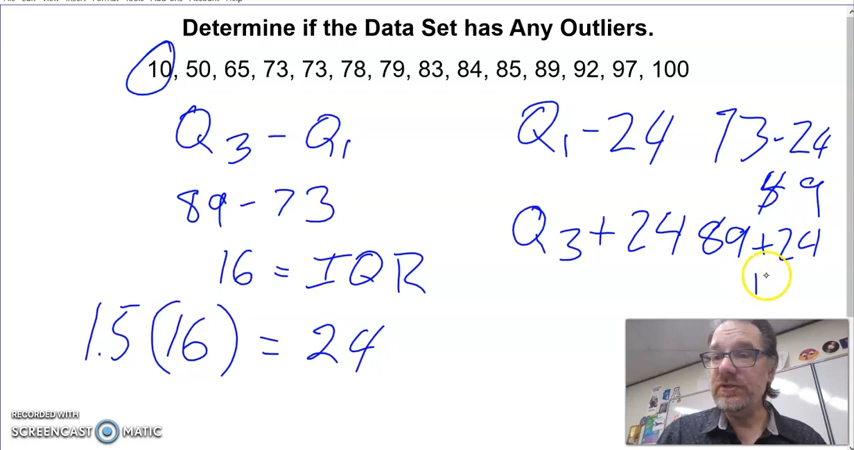 Determine if the Data Set has Any Outliers.
10, 50, 65, 73, 73, 78, 79, 83, 84, 85, 89, 92, 97, 100
Q3 - Q1
89 - 73
16 = IQR
1.5(16) = 24
Q1 - 24 73 - 24
9
Q3 + 24 89 + 24
1
RECORDED WITH
SCREENCAST MATIC